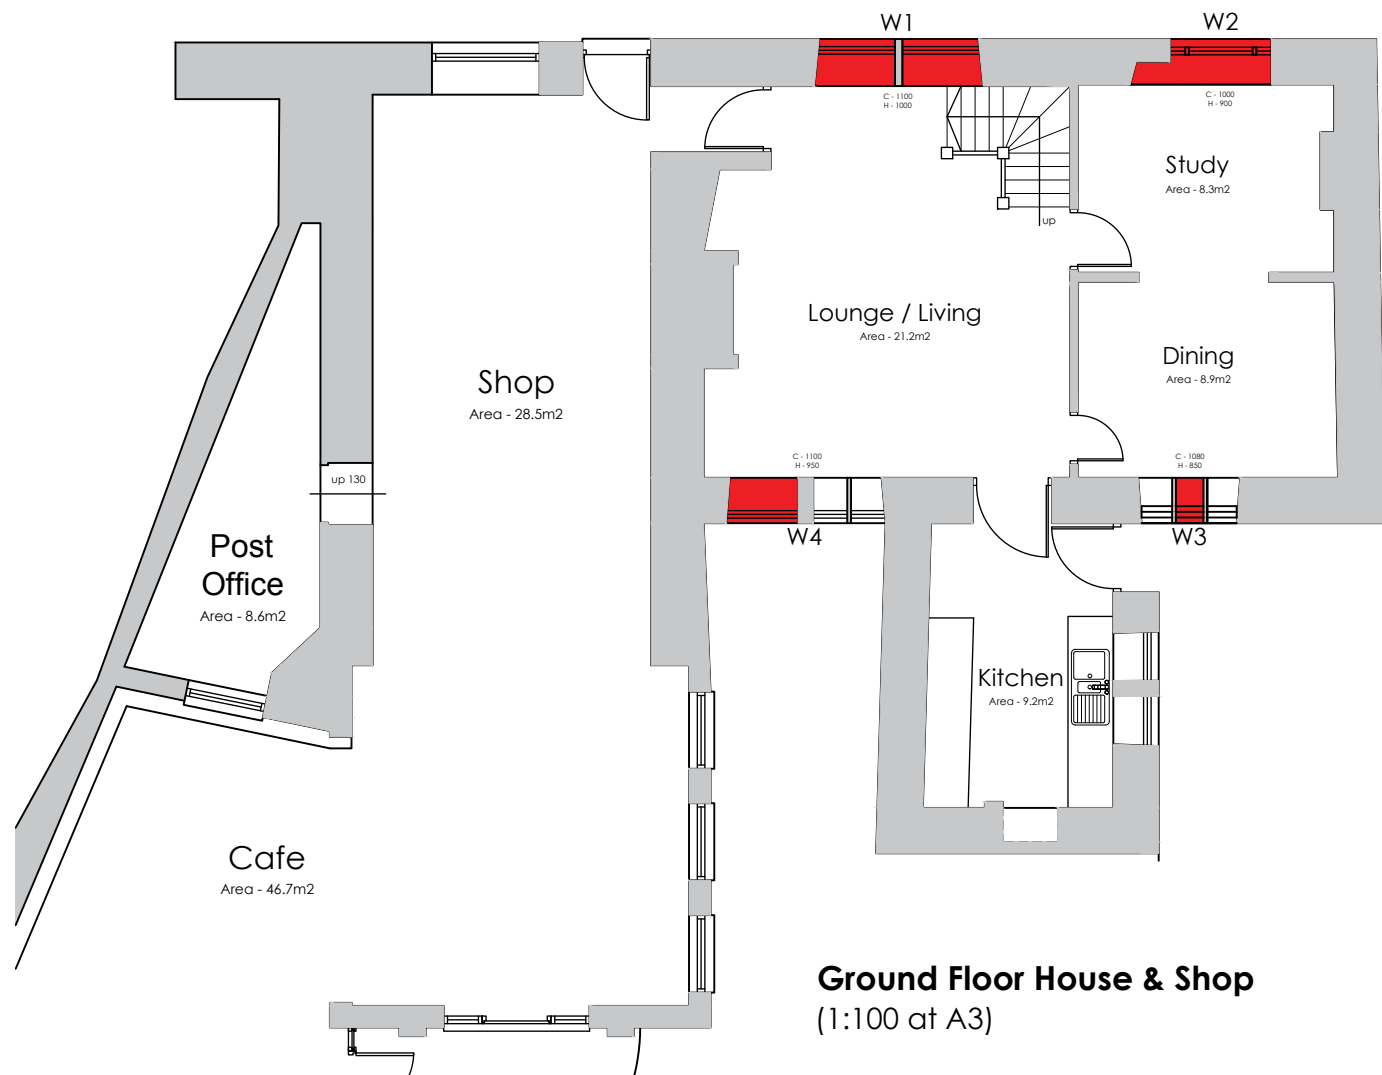 W1
W2
C - 1100
H - 1000
C - 1000
H - 900
Study
Area - 8.3m2
up
Lounge / Living
Area - 21.2m2
Dining
Area - 8.9m2
Shop
Area - 28.5m2
C - 1100
H - 950
C - 1080
H - 850
up 130
W4
W3
Post
Office
Area - 8.6m2
Kitchen
Area - 9.2m2
Cafe
Area - 46.7m2
Ground Floor House & Shop
(1:100 at A3)